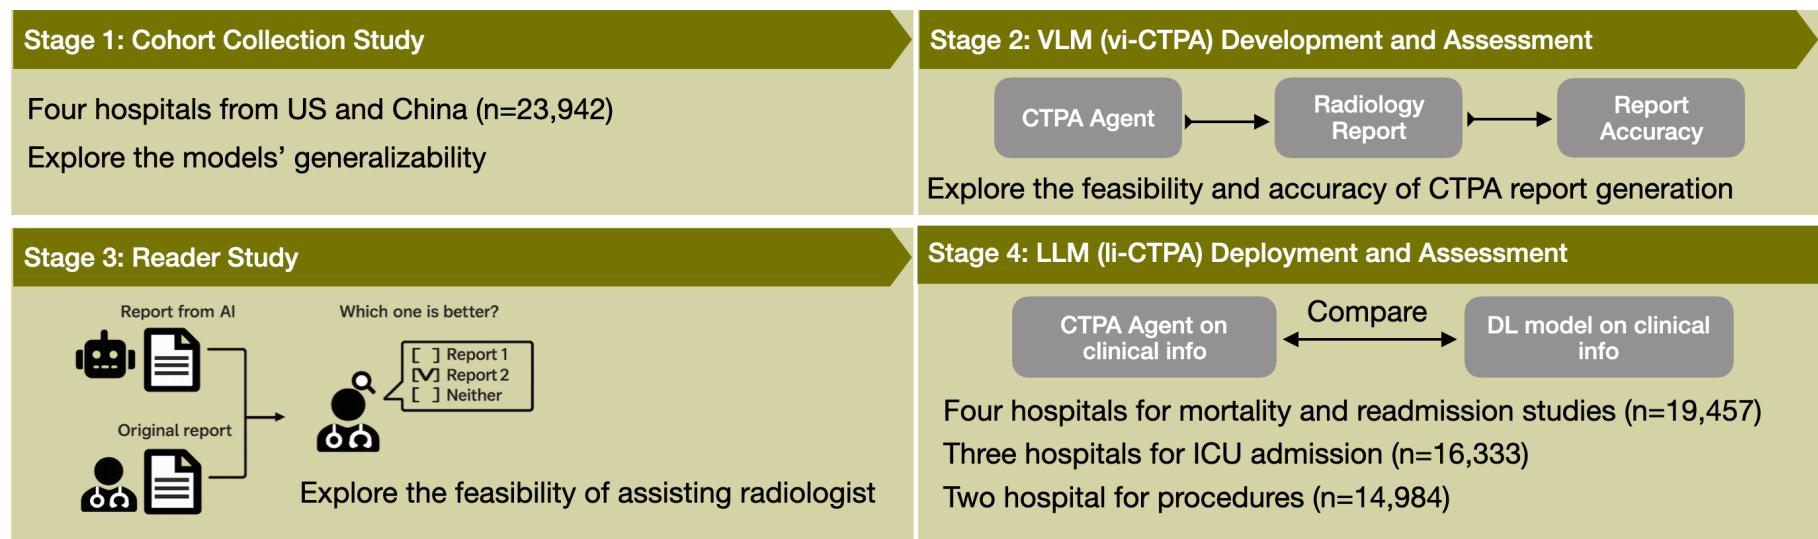 Stage 1: Cohort Collection Study
Four hospitals from US and China (n=23,942)
Explore the models’ generalizability
Stage 2: VLM (vi-CTPA) Development and Assessment
CTPA Agent
Radiology
Report
Report
Accuracy
Explore the feasibility and accuracy of CTPA report generation
Stage 3: Reader Study
Report from AI
Original report
Which one is better?
[ ] Report 1
[✓] Report 2
[ ] Neither
Explore the feasibility of assisting radiologist
Stage 4: LLM (li-CTPA) Deployment and Assessment
CTPA Agent on
clinical info
Compare
DL model on clinical
info
Four hospitals for mortality and readmission studies (n=19,457)
Three hospitals for ICU admission (n=16,333)
Two hospital for procedures (n=14,984)